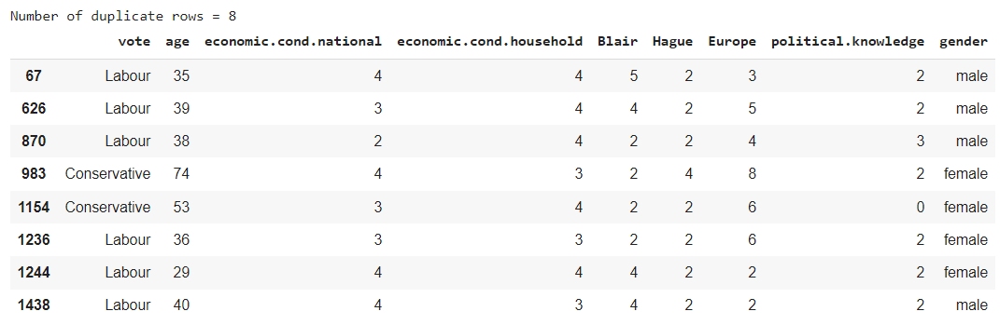 Number of duplicate rows = 8
vote age economic.cond.national economic.cond.household Blair Hague Europe political.knowledge gender
67 Labour 35 4 4 5 2 3 2 male
626 Labour 39 3 4 4 2 5 2 male
870 Labour 38 2 4 2 2 4 3 male
983 Conservative 74 4 3 2 4 8 2 female
1154 Conservative 53 3 4 2 2 6 0 female
1236 Labour 36 3 3 2 2 6 2 female
1244 Labour 29 4 4 4 2 2 2 female
1438 Labour 40 4 3 4 2 2 2 male